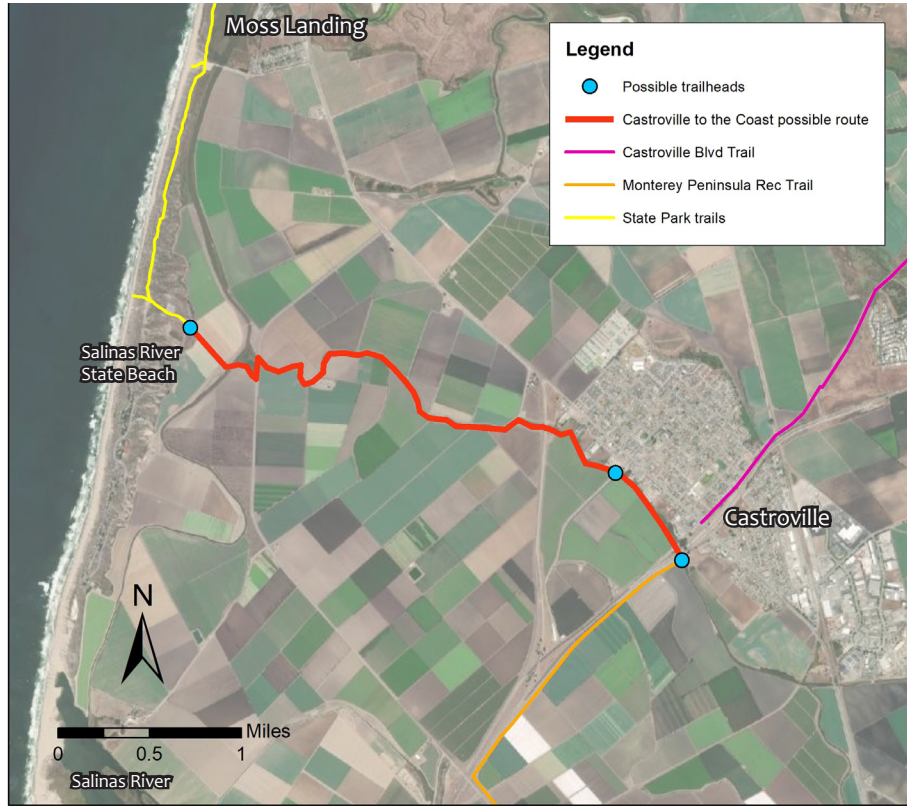 Moss Landing
Legend
Possible trailheads
Castroville to the Coast possible route
Castroville Blvd Trail
Monterey Peninsula Rec Trail
State Park trails
Salinas River
State Beach
Castroville
N
Miles
0 0.5 1
Salinas River